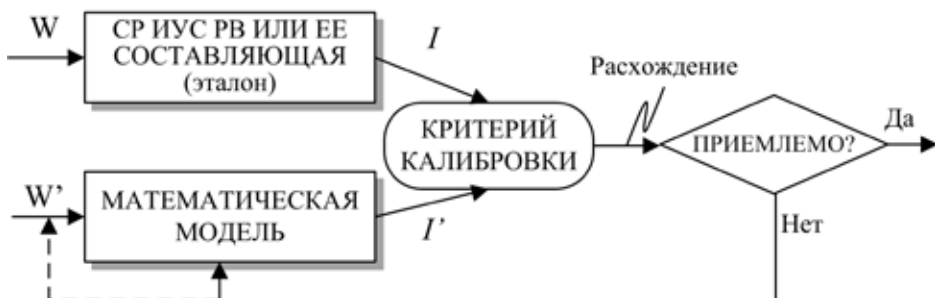 W
СР ИУС РВ ИЛИ ЕЕ
СОСТАВЛЯЮЩАЯ
(эталон)
I
Расхождение
КРИТЕРИЙ
КАЛИБРОВКИ
ПРИЕМЛЕМО?
Да
W’
МАТЕМАТИЧЕСКАЯ
МОДЕЛЬ
I’
Нет